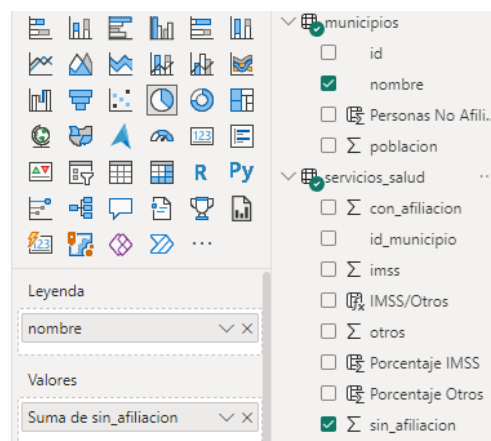 123
R
Py
123
...
Leyenda
nombre
Valores
Suma de sin_afiliacion
municipios
id
nombre
Personas No Afili...
poblacion
servicios_salud
...
con_afiliacion
id_municipio
imss
IMSS/Otros
otros
Porcentaje IMSS
Porcentaje Otros
sin_afiliacion